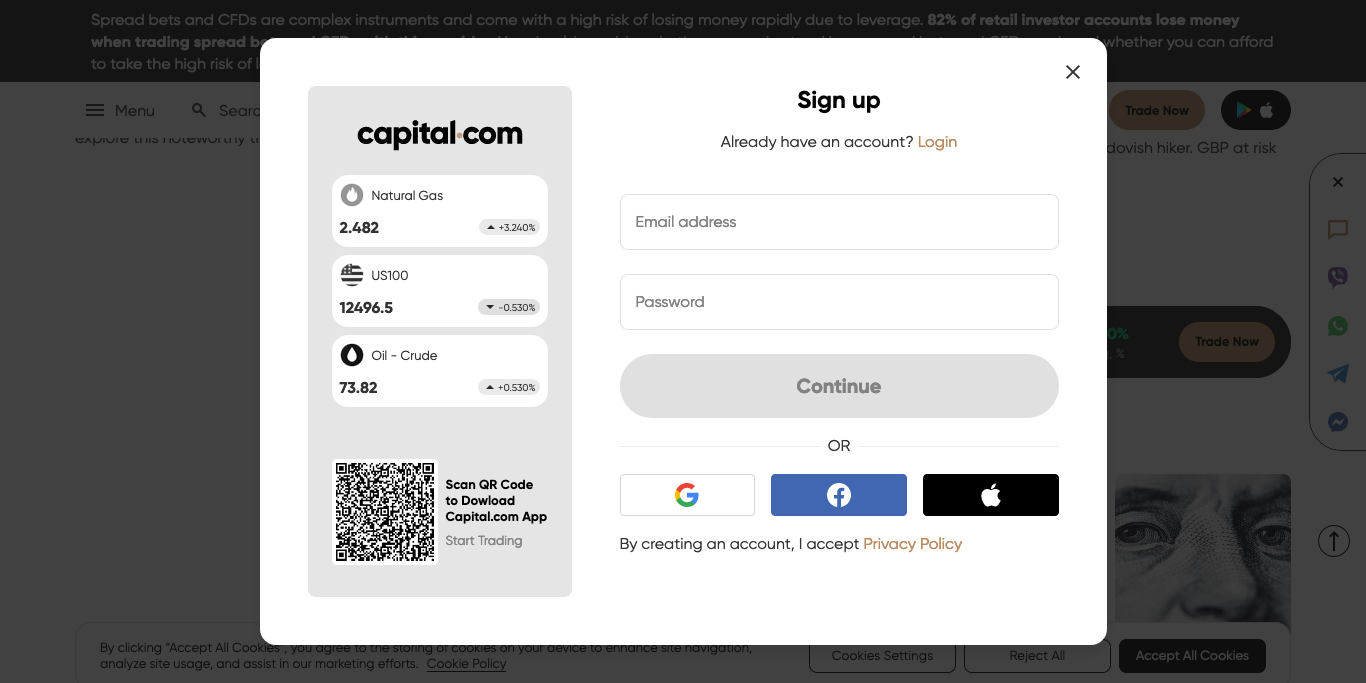 Spread bets and CFDs are complex instruments and come with a high risk of losing money rapidly due to leverage. 82% of retail investor accounts lose money
when trading spread
whether you can afford
to take the high risk of
Menu
Trade Now
explore this noteworthy
dovish hiker. GBP at risk
Sign up
Already have an account? Login
capital.com
Natural Gas
2.482
+3.240%
US100
12496.5
-0.530%
Oil - Crude
73.82
+0.530%
Scan QR Code
to Dowload
Capital.com App
Start Trading
Email address
Password
Continue
OR
By creating an account, I accept Privacy Policy
0%
%
Trade Now
By clicking "Accept All Cookies", you agree to the storing of cookies on your device to enhance site navigation,
analyze site usage, and assist in our marketing efforts. Cookie Policy
Cookies Settings
Reject All
Accept All Cookies